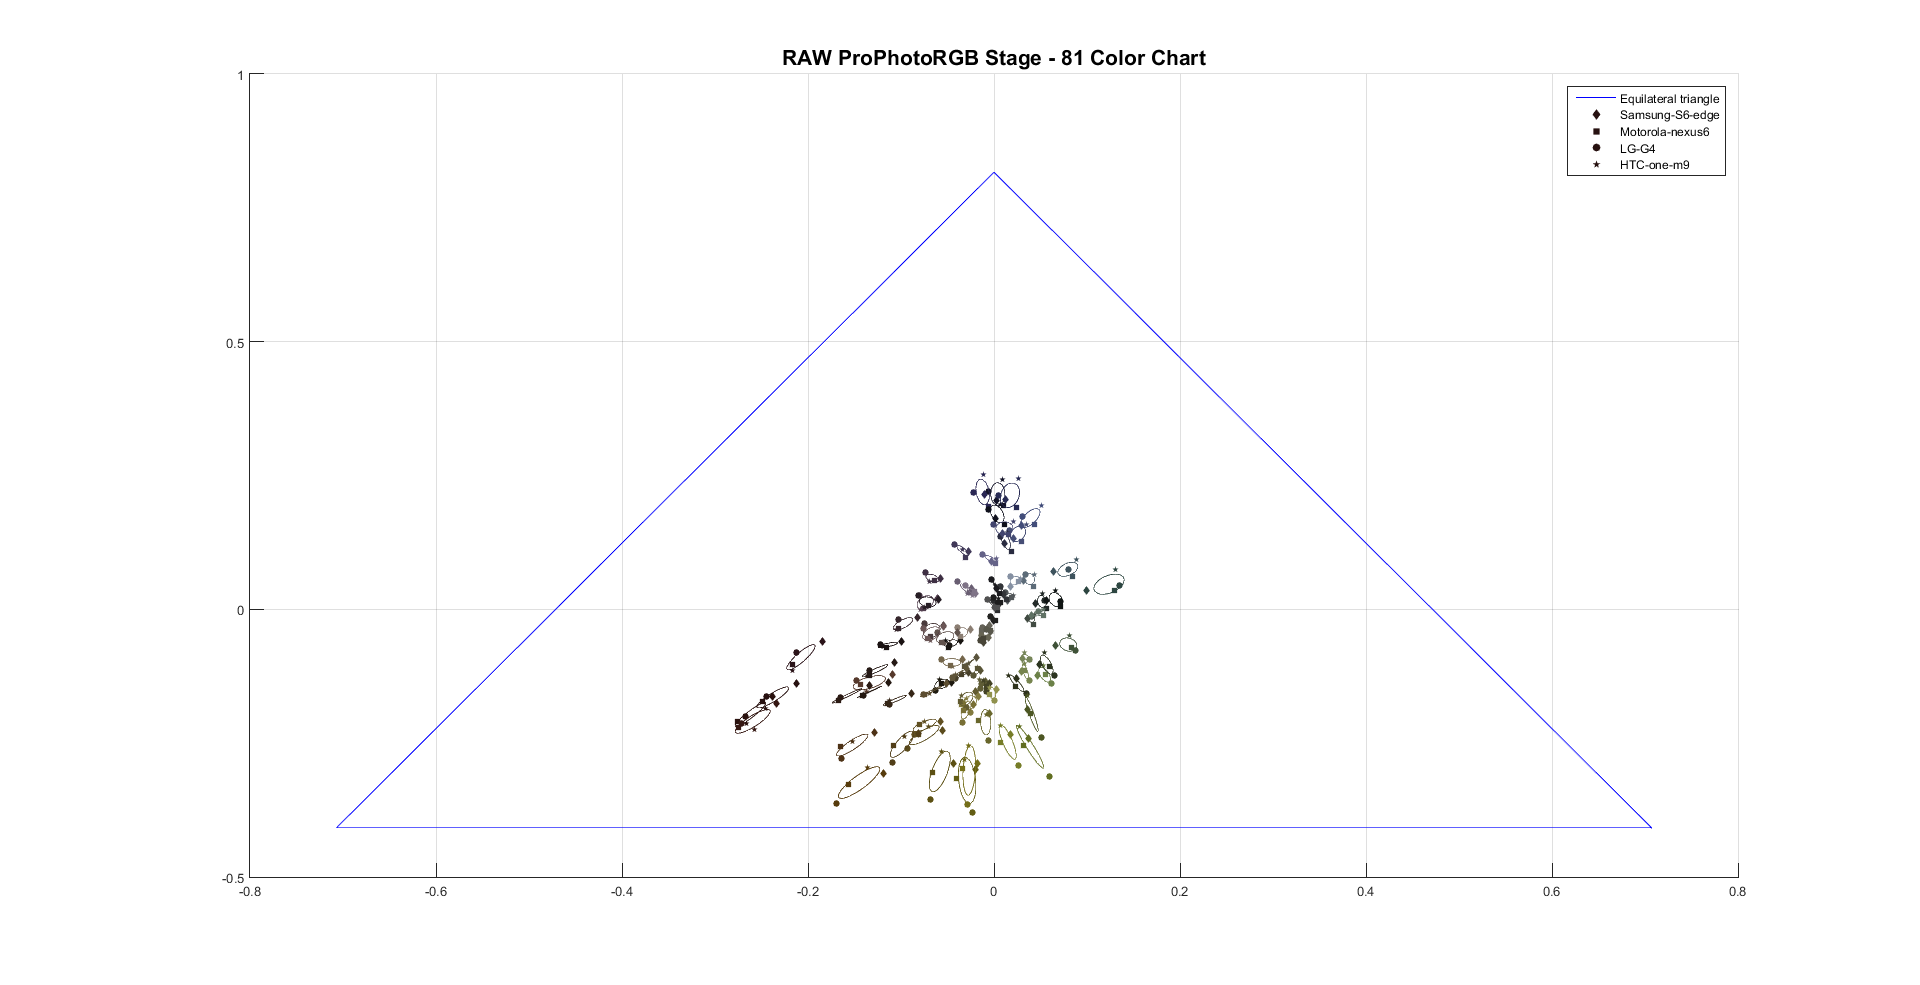 RAW ProPhotoRGB Stage - 81 Color Chart
1
Equilateral triangle
Samsung-S6-edge
Motorola-nexus6
LG-G4
HTC-one-m9
0.5
0
-0.5
-0.8
-0.6
-0.4
-0.2
0
0.2
0.4
0.6
0.8